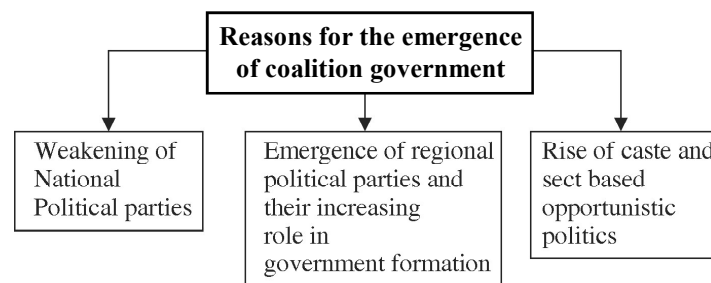 Reasons for the emergence
of coalition government
Weakening of
National
Political parties
Emergence of regional
political parties and
their increasing
role in
government formation
Rise of caste and
sect based
opportunistic
politics